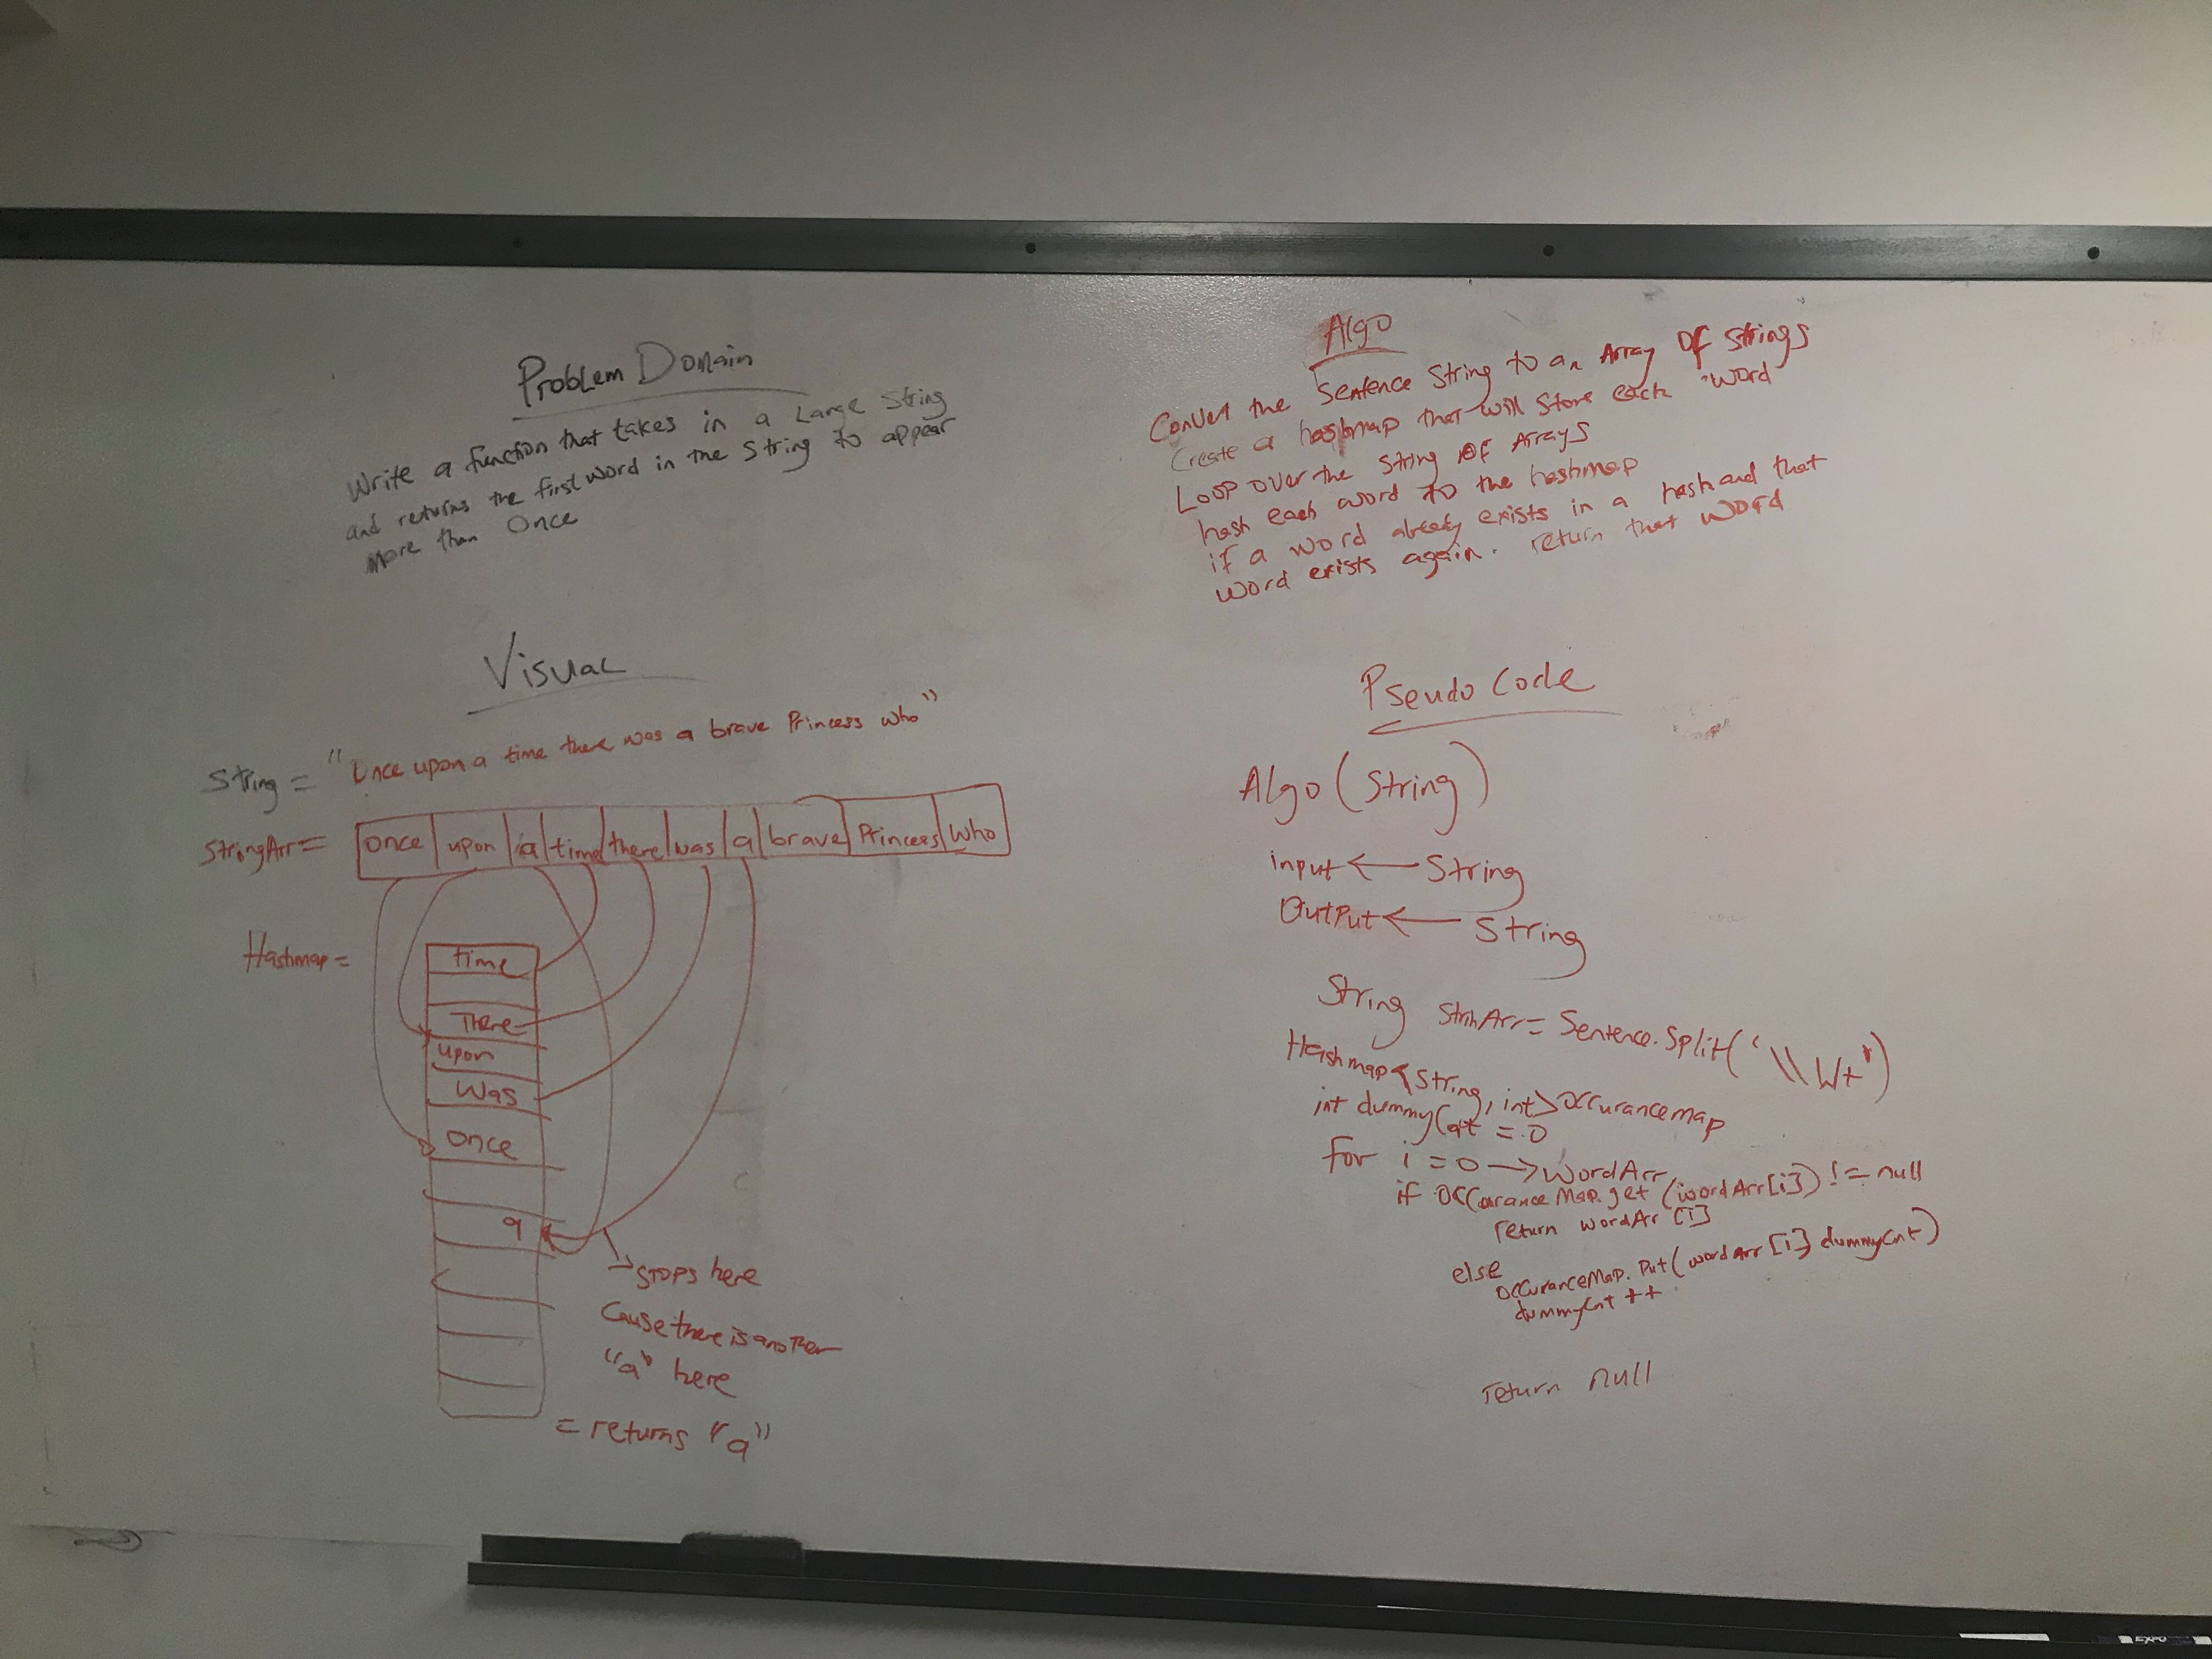 Problem Domain
Write a function that takes in a Large String
and returns the first word in the String to appear
More than Once
Visual
String = "Once upon a time there was a brave Princess who"
StringArr = Once upon a time there was a brave Princess Who
Hashmap =
time
There
upon
Was
Once
a
STOPS here
Cause there is another
"a" here
= returns "a"
Algo
Convert the Sentence String to an Array OF Strings
Create a hashmap that will store each word
Loop over the String OF Arrays
hash each word to the hashmap
if a word already exists in a hash and that
word exists again. return that word
Pseudo Code
Algo (String)
input ← String
OutPut ← String
String StrinArr = Sentence.Split('\\W+')
Hashmap<String, int> OccuranceMap
int dummyCnt = 0
for i = 0 → WordArr
if OccuranceMap.get (wordArr[i]) != null
return wordArr [i]
else
OccuranceMap.Put(wordArr[i] dummyCnt)
dummyCnt ++
return null
EXPO